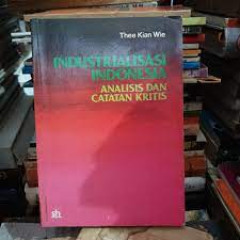 Thee Kian Wie
INDUSTRIALISASI
INDONESIA
ANALISIS DAN
CATATAN KRITIS